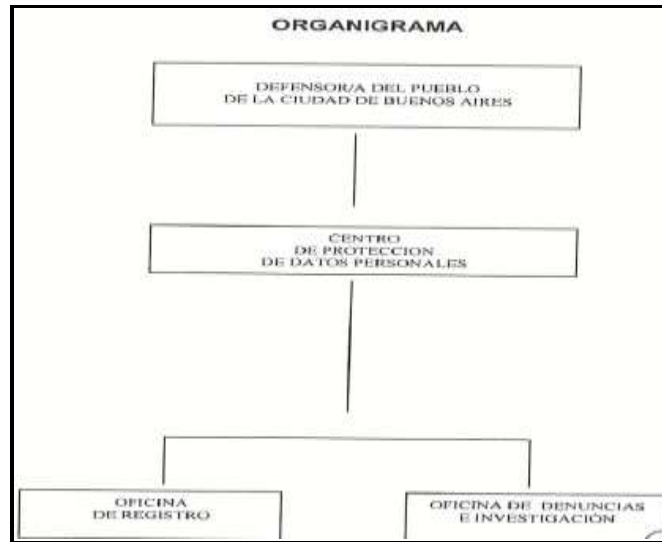 ORGANIGRAMA
DEFENSOR/A DEL PUEBLO
DE LA CIUDAD DE BUENOS AIRES
CENTRO
DE PROTECCION
DE DATOS PERSONALES
OFICINA
DE REGISTRO
OFICINA DE DENUNCIAS
E INVESTIGACIÓN